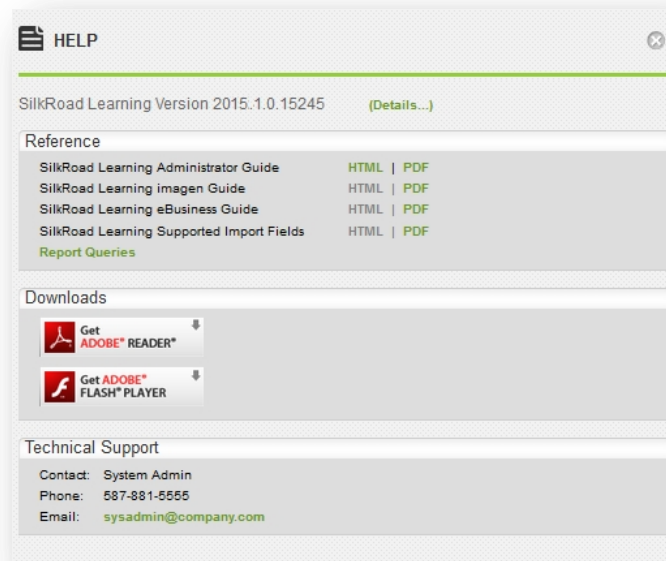 HELP
SilkRoad Learning Version 2015..1.0.15245 (Details...)
Reference
SilkRoad Learning Administrator Guide HTML | PDF
SilkRoad Learning imagen Guide HTML | PDF
SilkRoad Learning eBusiness Guide HTML | PDF
SilkRoad Learning Supported Import Fields HTML | PDF
Report Queries
Downloads
Get
ADOBE® READER®
Get ADOBE®
FLASH® PLAYER
Technical Support
Contact: System Admin
Phone: 587-881-5555
Email: sysadmin@company.com